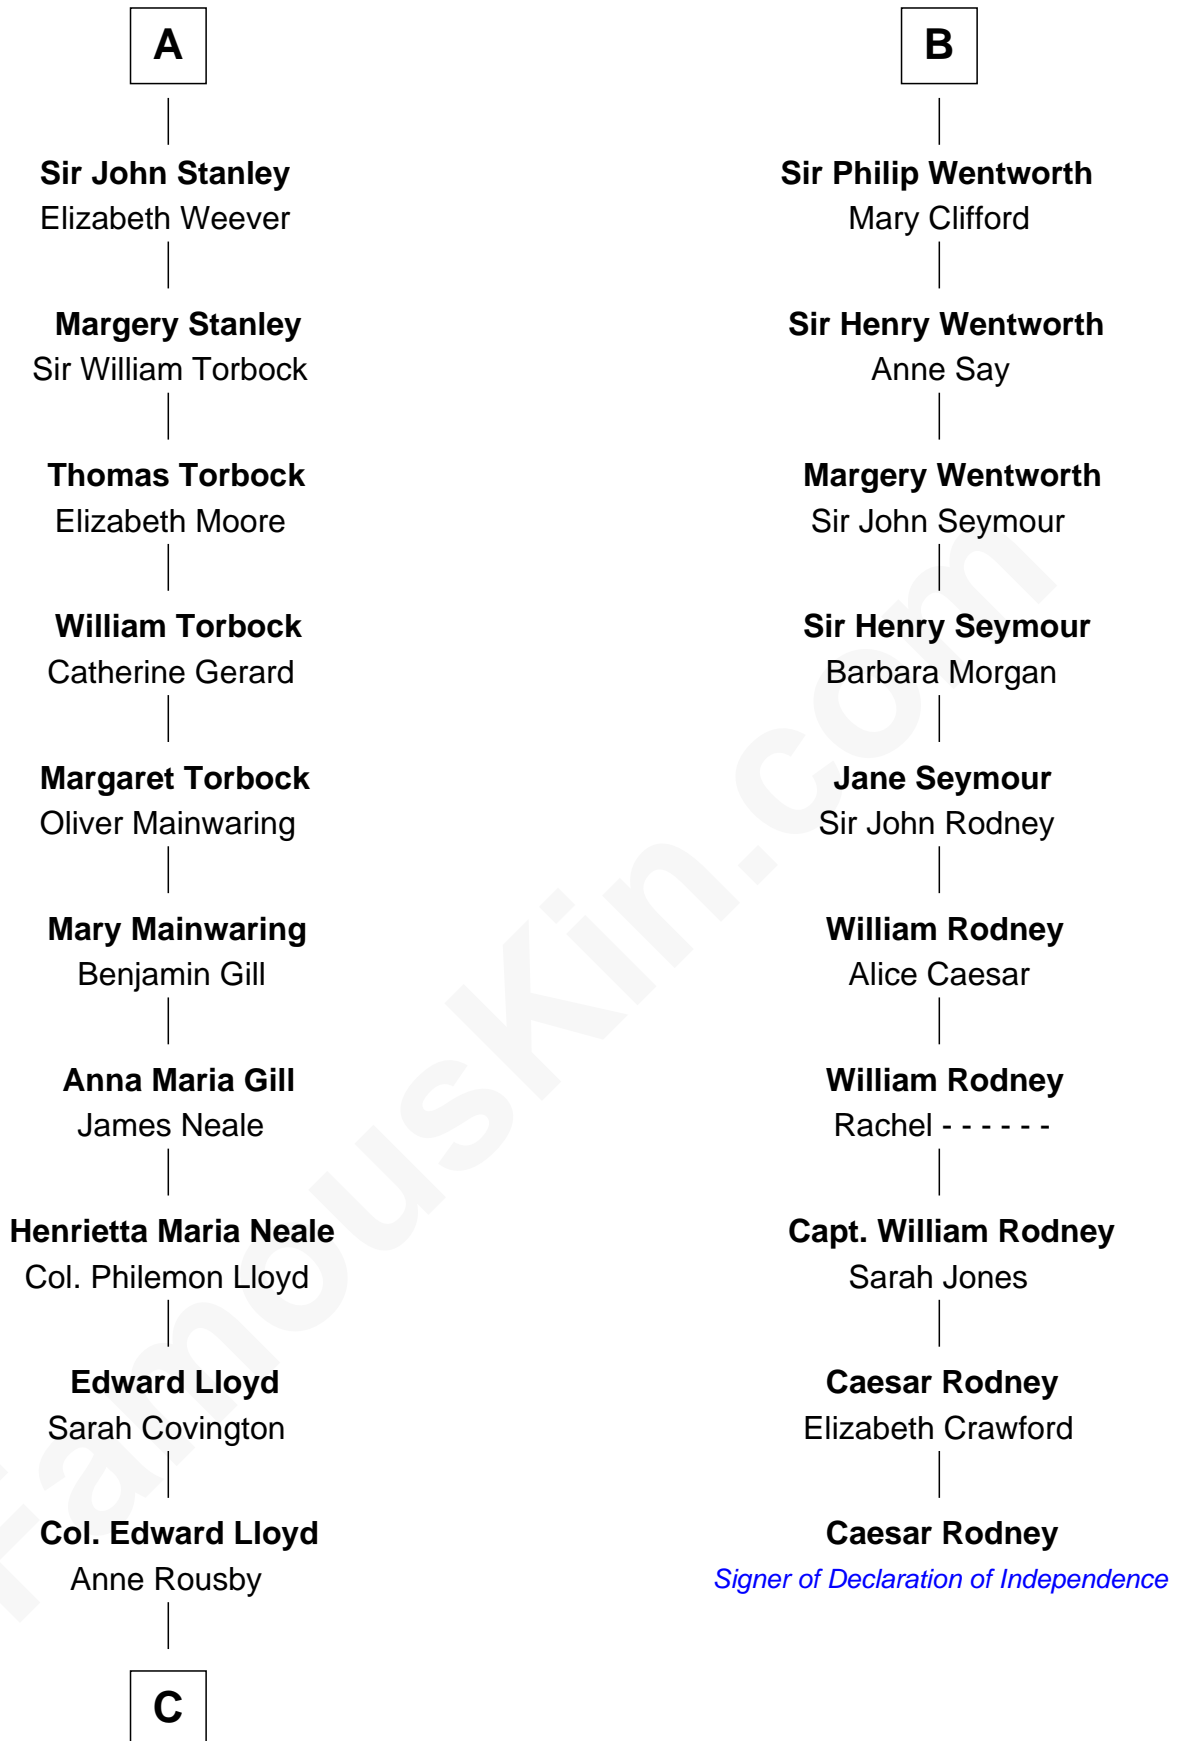 A
Sir John Stanley
Elizabeth Weever
Margery Stanley
Sir William Torbock
Thomas Torbock
Elizabeth Moore
William Torbock
Catherine Gerard
Margaret Torbock
Oliver Mainwaring
Mary Mainwaring
Benjamin Gill
Anna Maria Gill
James Neale
Henrietta Maria Neale
Col. Philemon Lloyd
Edward Lloyd
Sarah Covington
Col. Edward Lloyd
Anne Rousby
C
B
Sir Philip Wentworth
Mary Clifford
Sir Henry Wentworth
Anne Say
Margery Wentworth
Sir John Seymour
Sir Henry Seymour
Barbara Morgan
Jane Seymour
Sir John Rodney
William Rodney
Alice Caesar
William Rodney
Rachel - - - - - -
Capt. William Rodney
Sarah Jones
Caesar Rodney
Elizabeth Crawford
Caesar Rodney
Signer of Declaration of Independence
FamousKin.com